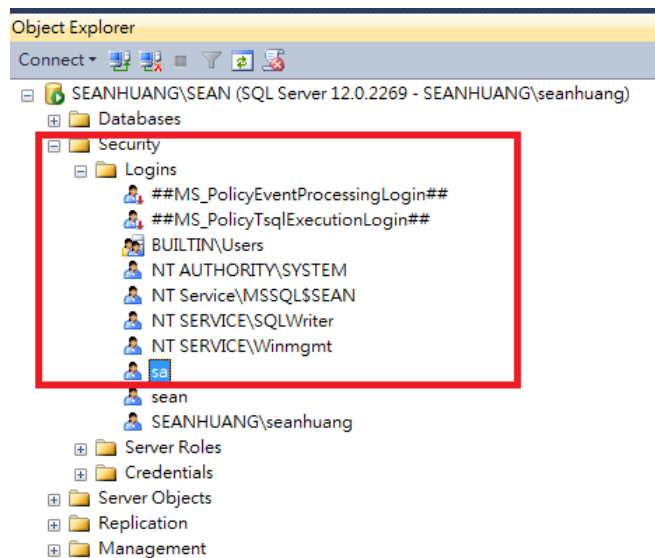 Object Explorer
Connect
SEANHUANG\SEAN (SQL Server 12.0.2269 - SEANHUANG\seanhuang)
Databases
Security
Logins
##MS_PolicyEventProcessingLogin##
##MS_PolicyTsqlExecutionLogin##
BUILTIN\Users
NT AUTHORITY\SYSTEM
NT Service\MSSQL$SEAN
NT SERVICE\SQLWriter
NT SERVICE\Winmgmt
sa
sean
SEANHUANG\seanhuang
Server Roles
Credentials
Server Objects
Replication
Management